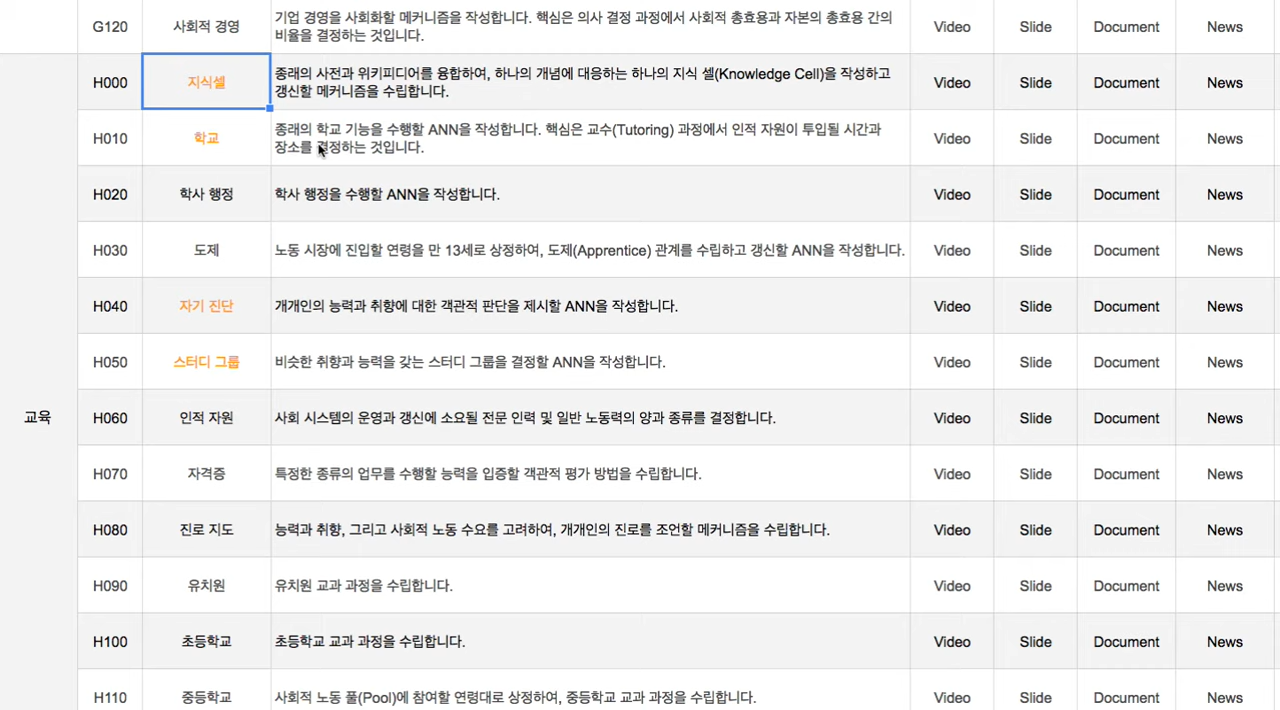 G120 사회적 경영 기업 경영을 사회화할 메커니즘을 작성합니다. 핵심은 의사 결정 과정에서 사회적 총효용과 자본의 총효용 간의 Video Slide Document News
비율을 결정하는 것입니다.
H000 지식셀 종래의 사전과 위키피디어를 융합하여, 하나의 개념에 대응하는 하나의 지식 셀(Knowledge Cell)을 작성하고 Video Slide Document News
갱신할 메커니즘을 수립합니다.
H010 학교 종래의 학교 기능을 수행할 ANN을 작성합니다. 핵심은 교수(Tutoring) 과정에서 인적 자원이 투입될 시간과 Video Slide Document News
장소를 결정하는 것입니다.
H020 학사 행정 학사 행정을 수행할 ANN을 작성합니다. Video Slide Document News
H030 도제 노동 시장에 진입할 연령을 만 13세로 상정하여, 도제(Apprentice) 관계를 수립하고 갱신할 ANN을 작성합니다. Video Slide Document News
H040 자기 진단 개개인의 능력과 취향에 대한 객관적 판단을 제시할 ANN을 작성합니다. Video Slide Document News
H050 스터디 그룹 비슷한 취향과 능력을 갖는 스터디 그룹을 결정할 ANN을 작성합니다. Video Slide Document News
교육 H060 인적 자원 사회 시스템의 운영과 갱신에 소요될 전문 인력 및 일반 노동력의 양과 종류를 결정합니다. Video Slide Document News
H070 자격증 특정한 종류의 업무를 수행할 능력을 입증할 객관적 평가 방법을 수립합니다. Video Slide Document News
H080 진로 지도 능력과 취향, 그리고 사회적 노동 수요를 고려하여, 개개인의 진로를 조언할 메커니즘을 수립합니다. Video Slide Document News
H090 유치원 유치원 교과 과정을 수립합니다. Video Slide Document News
H100 초등학교 초등학교 교과 과정을 수립합니다. Video Slide Document News
H110 중등학교 사회적 노동 풀(Pool)에 참여할 연령대로 상정하여, 중등학교 교과 과정을 수립합니다. Video Slide Document News